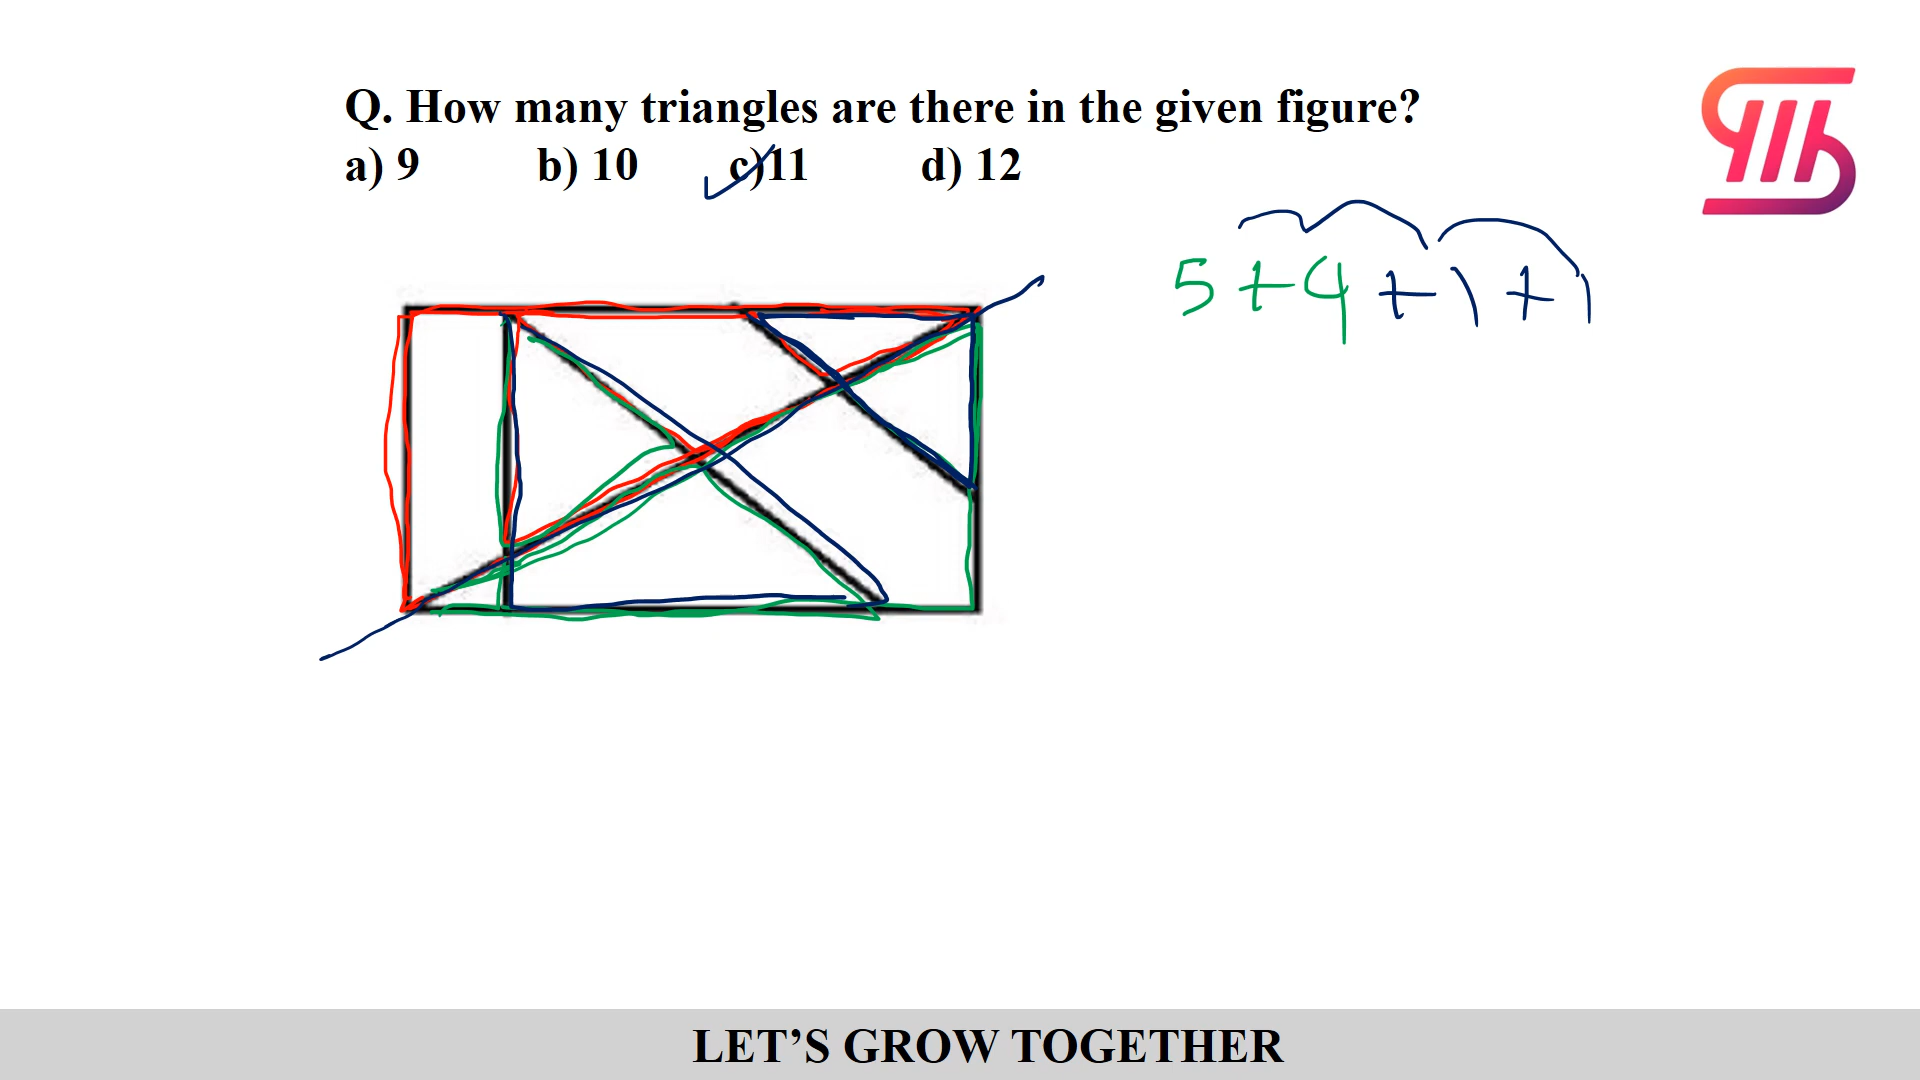 Q. How many triangles are there in the given figure?
a) 9 b) 10 c)11 d) 12
5+4+1+1
LET’S GROW TOGETHER